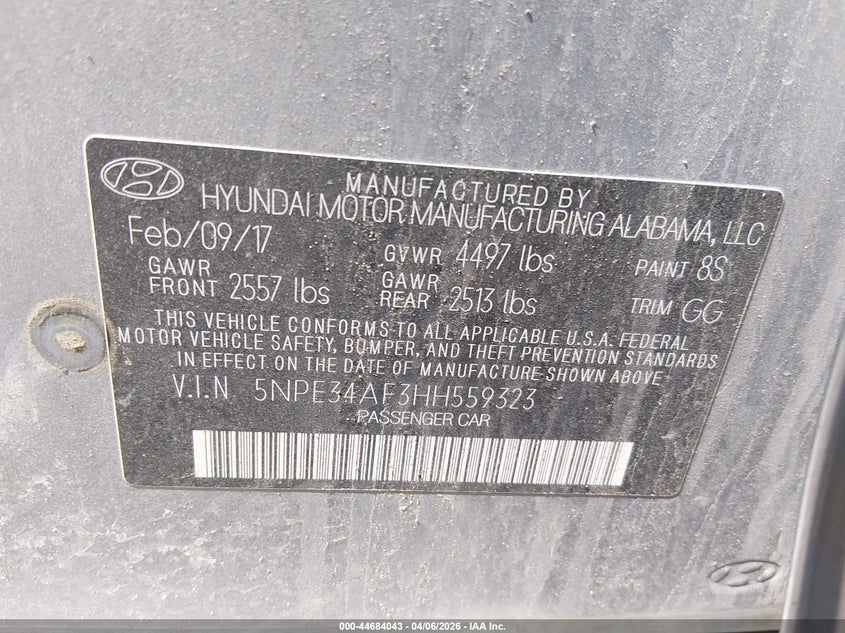 MANUFACTURED BY
HYUNDAI MOTOR MANUFACTURING ALABAMA, LLC
Feb/09/17 GVWR 4497 lbs PAINT 8S
GAWR FRONT 2557 lbs GAWR REAR 2513 lbs TRIM GG
THIS VEHICLE CONFORMS TO ALL APPLICABLE U.S.A. FEDERAL
MOTOR VEHICLE SAFETY, BUMPER, AND THEFT PREVENTION STANDARDS
IN EFFECT ON THE DATE OF MANUFACTURE SHOWN ABOVE
V.I.N 5NPE34AF3HH559323
PASSENGER CAR
000-44684043 - 04/06/2026 - IAA Inc.